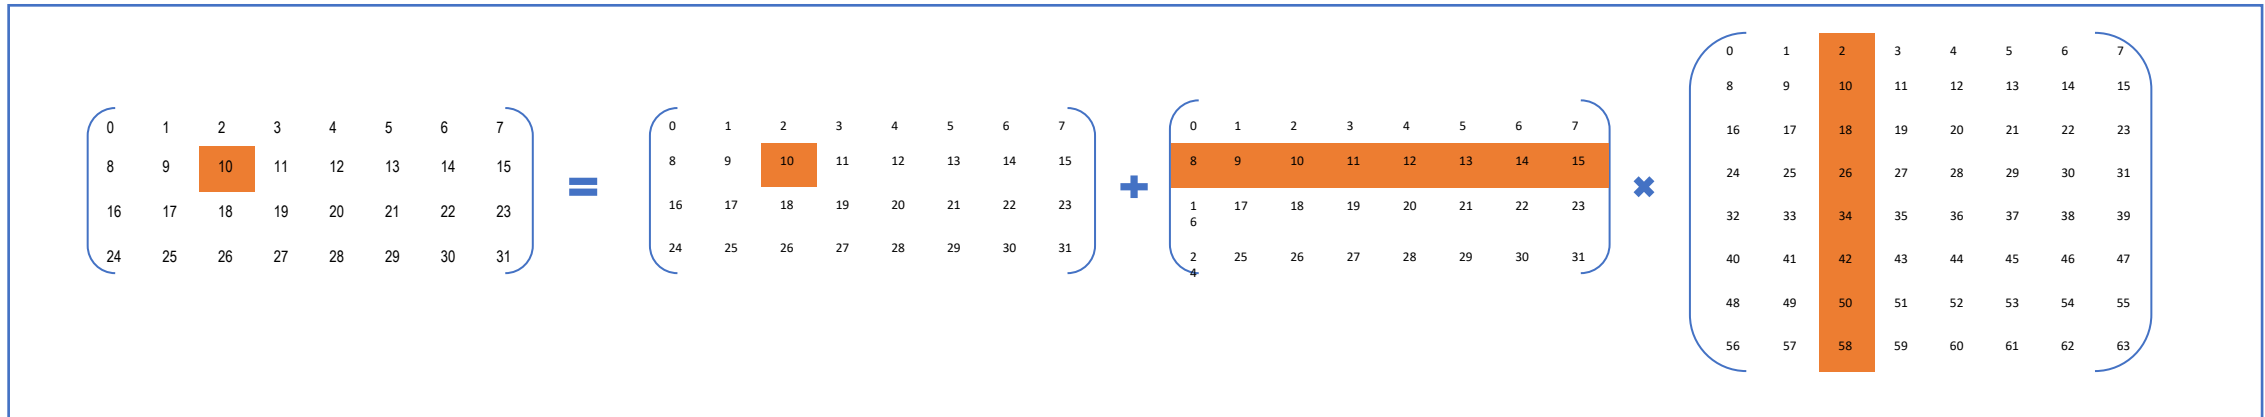 0 1 2 3 4 5 6 7
8 9 10 11 12 13 14 15
16 17 18 19 20 21 22 23
24 25 26 27 28 29 30 31
=
0 1 2 3 4 5 6 7
8 9 10 11 12 13 14 15
16 17 18 19 20 21 22 23
24 25 26 27 28 29 30 31
+
0 1 2 3 4 5 6 7
8 9 10 11 12 13 14 15
1 17 18 19 20 21 22 23
6
2 25 26 27 28 29 30 31
4
×
0 1 2 3 4 5 6 7
8 9 10 11 12 13 14 15
16 17 18 19 20 21 22 23
24 25 26 27 28 29 30 31
32 33 34 35 36 37 38 39
40 41 42 43 44 45 46 47
48 49 50 51 52 53 54 55
56 57 58 59 60 61 62 63